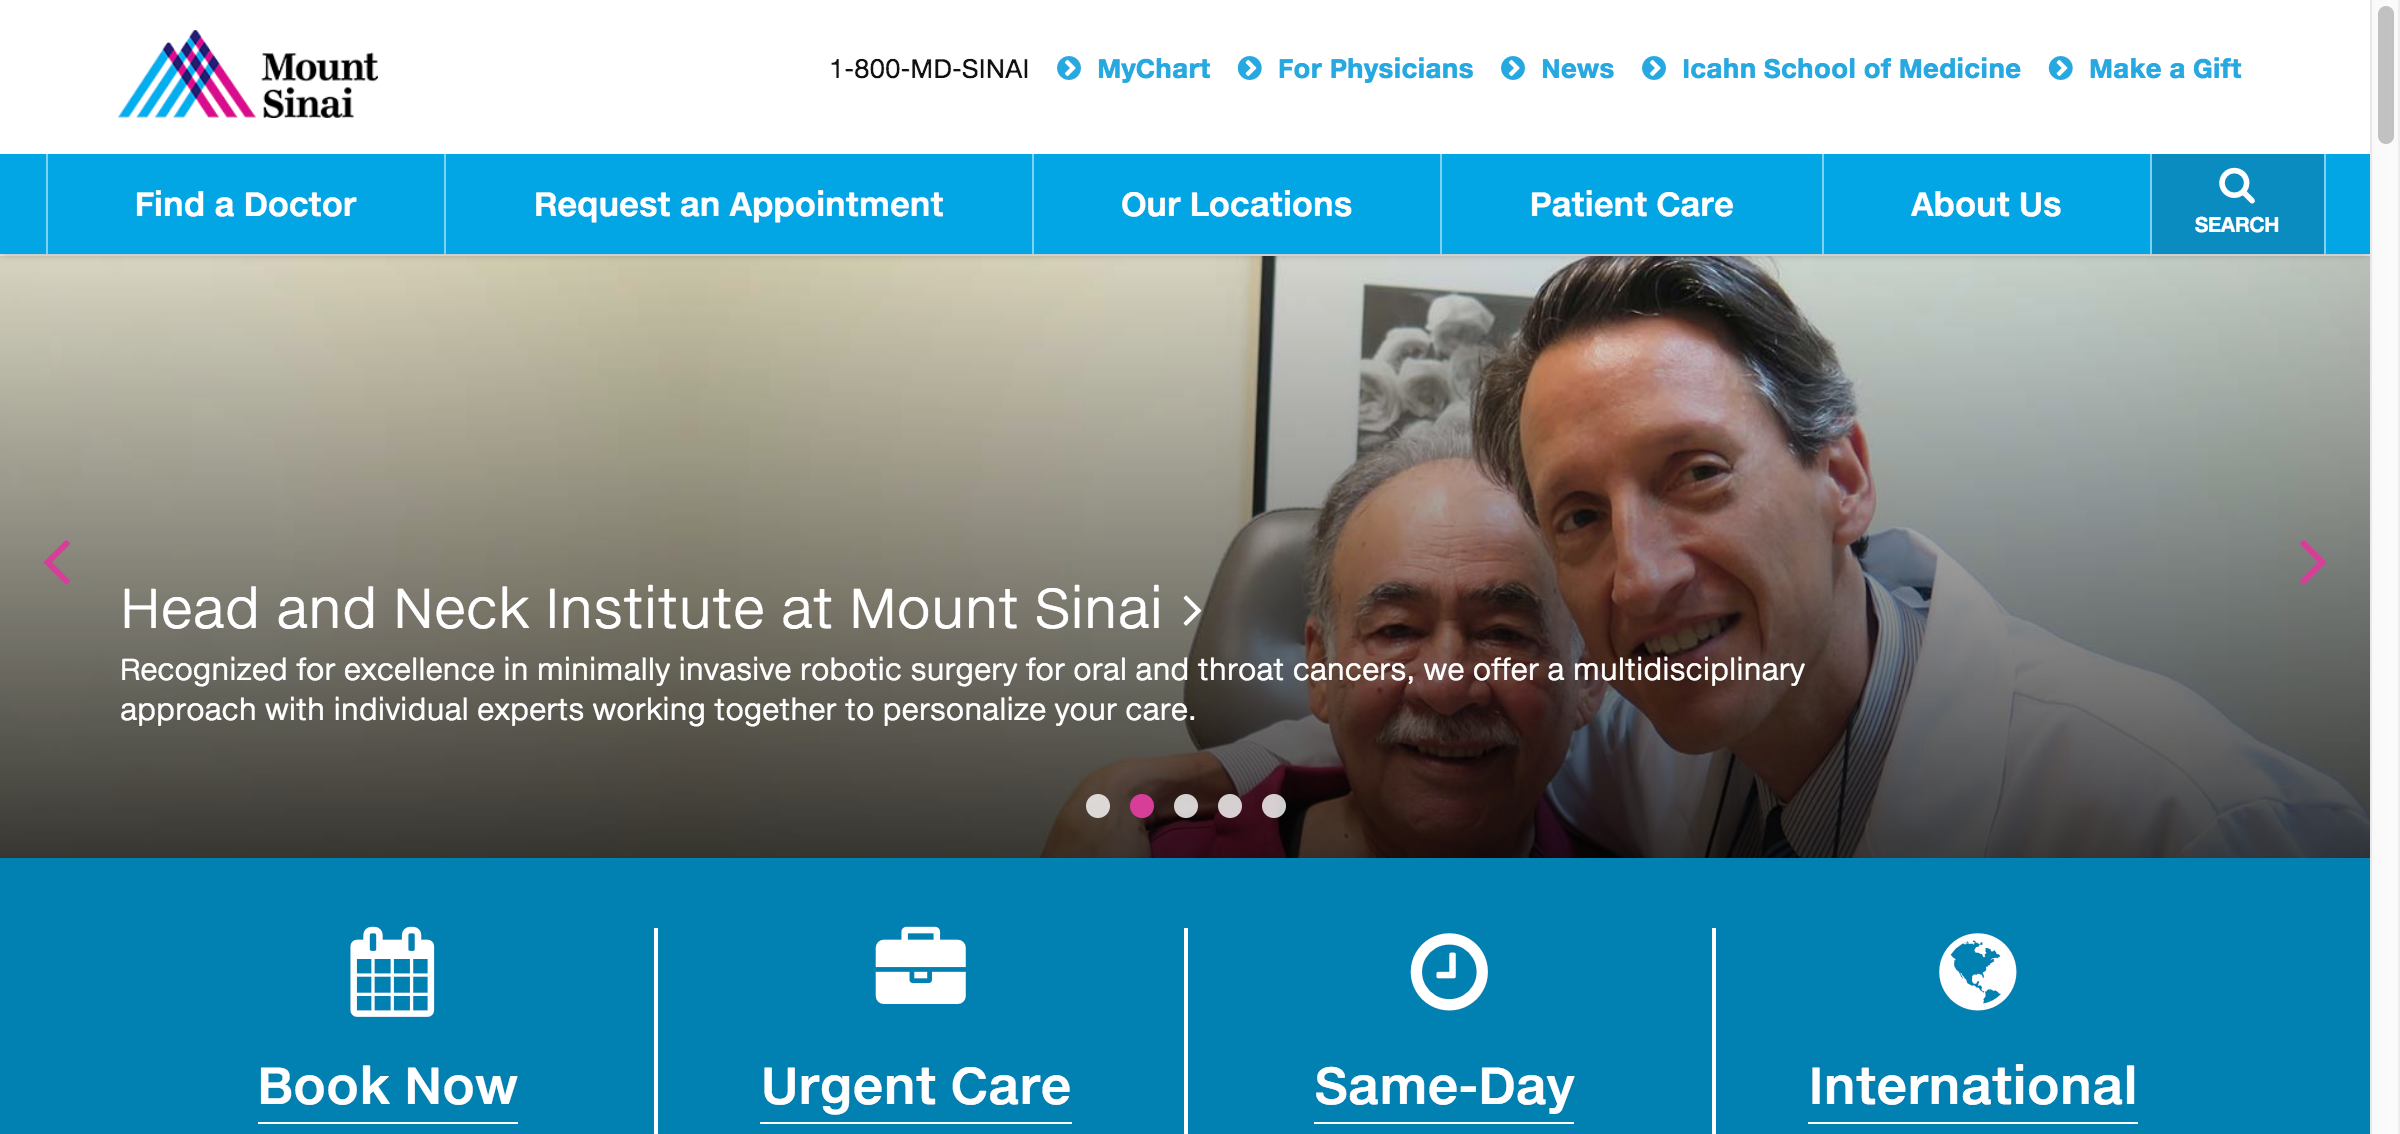 Mount
Sinai
1-800-MD-SINAI MyChart For Physicians News Icahn School of Medicine Make a Gift
Find a Doctor Request an Appointment Our Locations Patient Care About Us SEARCH
Head and Neck Institute at Mount Sinai
Recognized for excellence in minimally invasive robotic surgery for oral and throat cancers, we offer a multidisciplinary
approach with individual experts working together to personalize your care.
Book Now Urgent Care Same-Day International